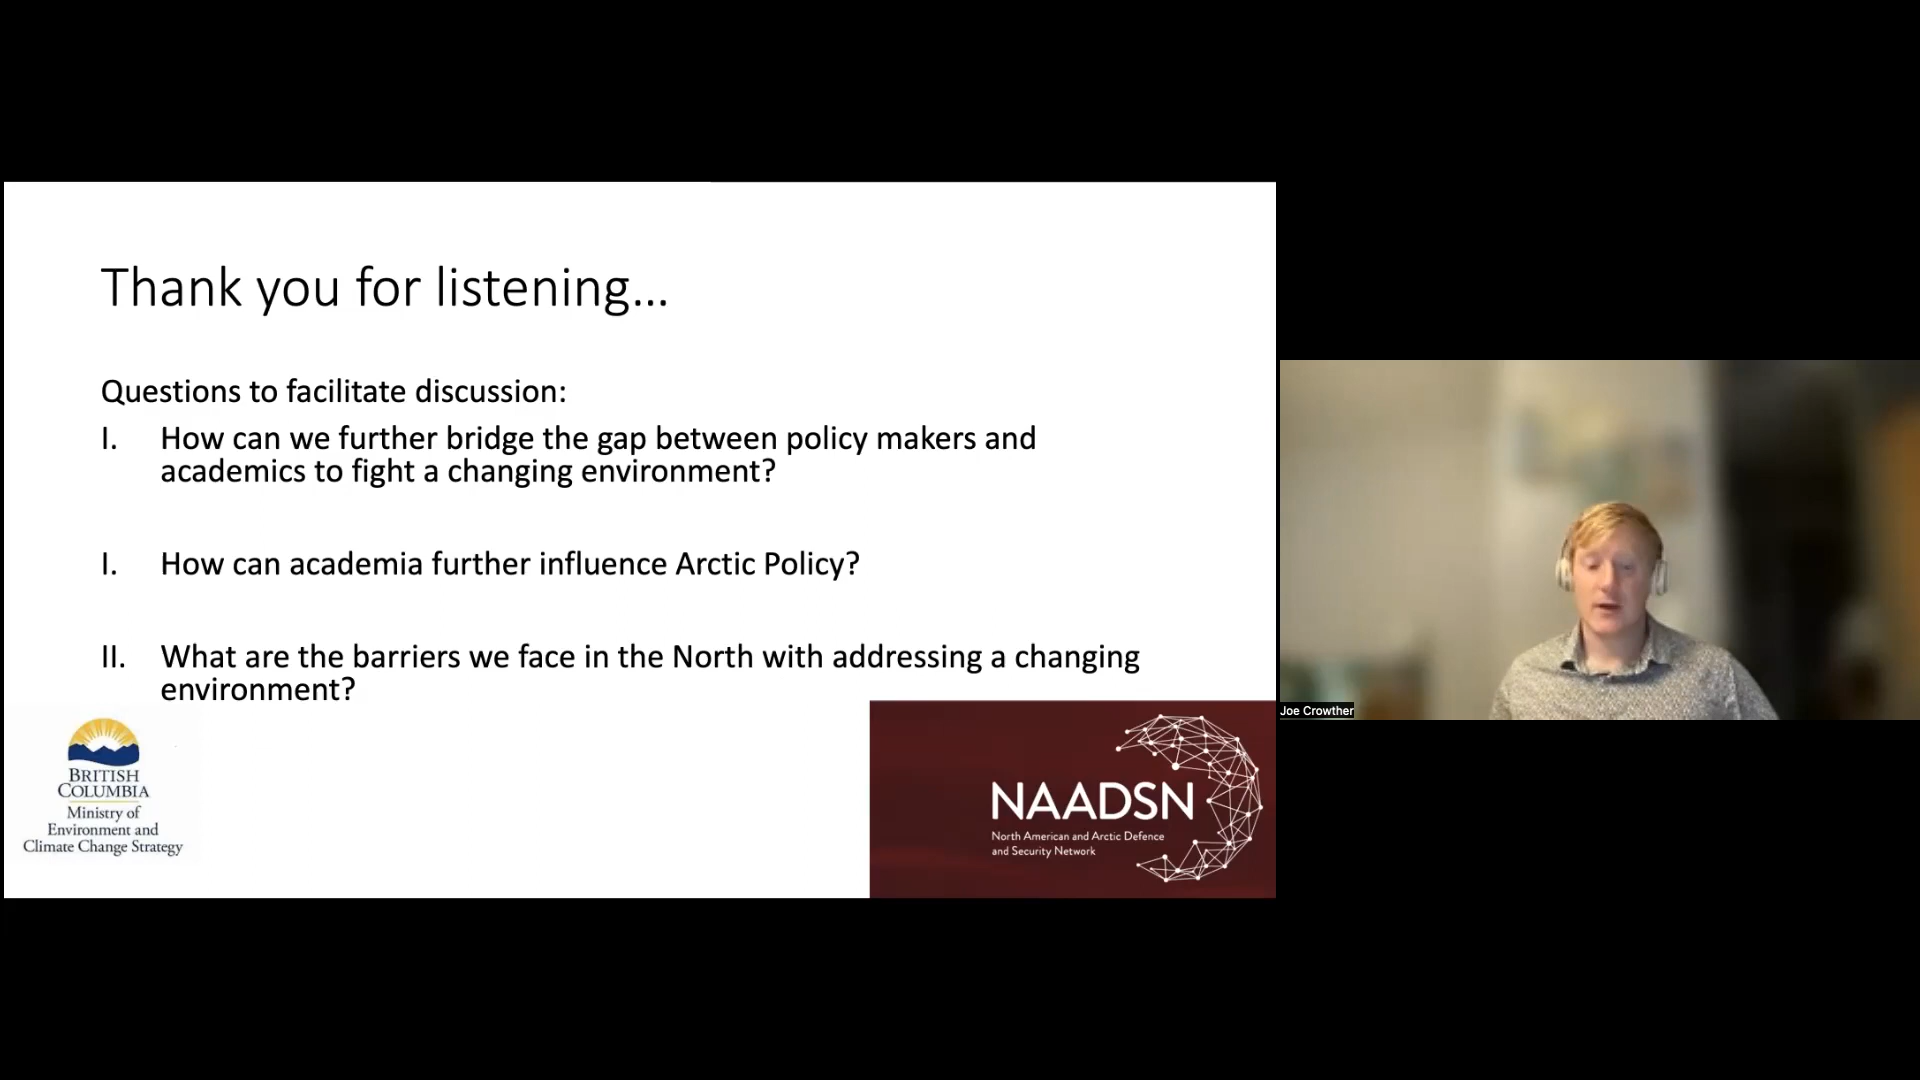 Thank you for listening...
Questions to facilitate discussion:
I. How can we further bridge the gap between policy makers and
academics to fight a changing environment?
I. How can academia further influence Arctic Policy?
II. What are the barriers we face in the North with addressing a changing
environment?
BRITISH
COLUMBIA
Ministry of
Environment and
Climate Change Strategy
NAADSN
North American and Arctic Defence
and Security Network
Joe Crowther